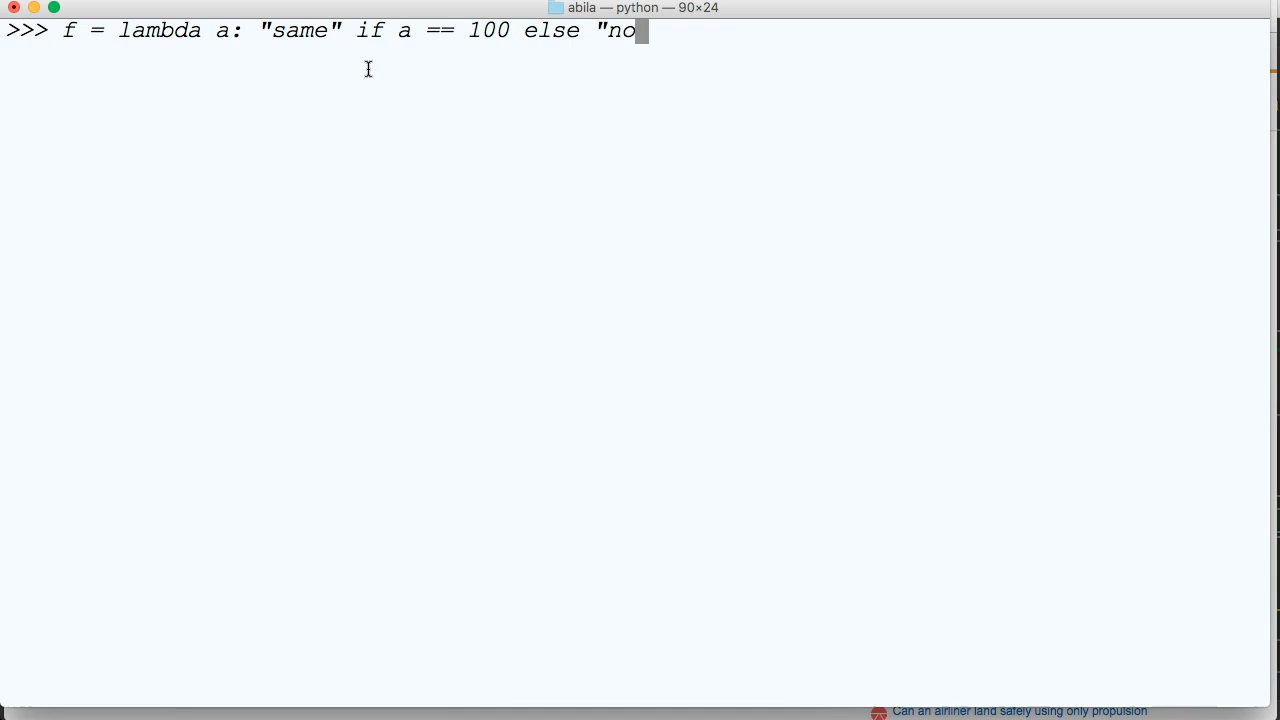 abila — python — 90×24
>>> f = lambda a: "same" if a == 100 else "no
Can an airliner land safely using only propulsion